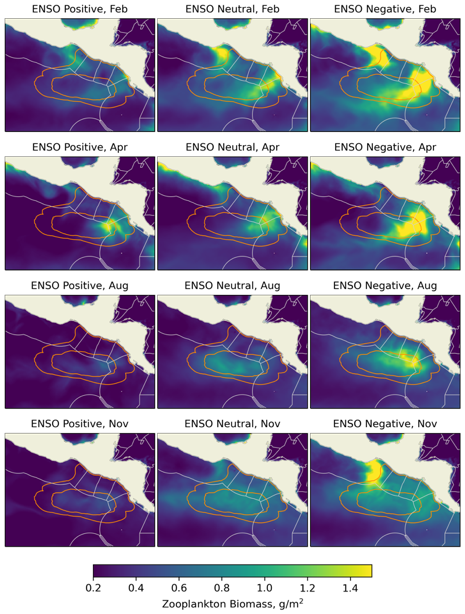 ENSO Positive, Feb
ENSO Neutral, Feb
ENSO Negative, Feb
ENSO Positive, Apr
ENSO Neutral, Apr
ENSO Negative, Apr
ENSO Positive, Aug
ENSO Neutral, Aug
ENSO Negative, Aug
ENSO Positive, Nov
ENSO Neutral, Nov
ENSO Negative, Nov
0.2 0.4 0.6 0.8 1.0 1.2 1.4
Zooplankton Biomass, g/m²